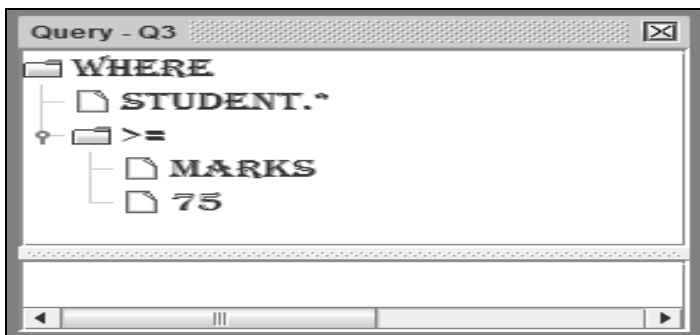 Query - Q3
WHERE
STUDENT.*
>=
MARKS
75